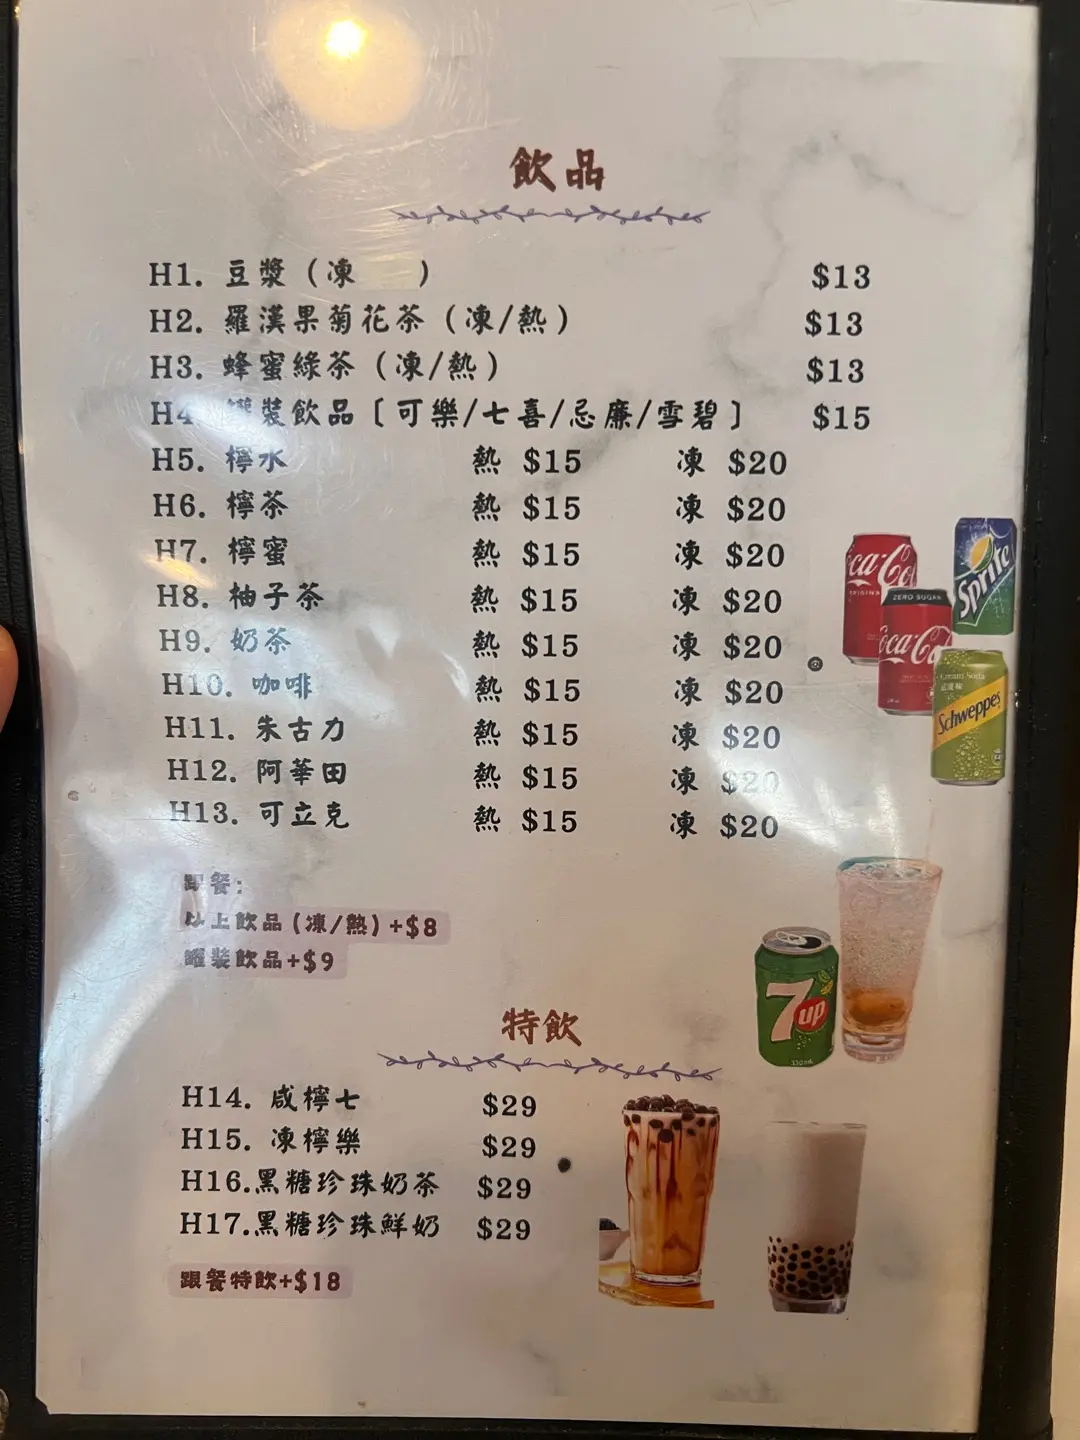 飲品
H1. 豆漿 (凍 ) $13
H2. 羅漢果菊花茶 (凍/熱) $13
H3. 蜂蜜綠茶 (凍/熱) $13
H4 罐裝飲品〔可樂/七喜/忌廉/雪碧〕 $15
H5. 檸水 熱 $15 凍 $20
H6. 檸茶 熱 $15 凍 $20
H7. 檸蜜 熱 $15 凍 $20
H8. 柚子茶 熱 $15 凍 $20
H9. 奶茶 熱 $15 凍 $20
H10. 咖啡 熱 $15 凍 $20
H11. 朱古力 熱 $15 凍 $20
H12. 阿華田 熱 $15 凍 $20
H13. 可立克 熱 $15 凍 $20
Coca-Cola
Sprite
ZERO SUGAR
Coca-Cola
Cream Soda
Schweppes
跟餐:
以上飲品(凍/熱)+$8
罐裝飲品+$9
7up
330mL
特飲
H14. 咸檸七 $29
H15. 凍檸樂 $29
H16.黑糖珍珠奶茶 $29
H17.黑糖珍珠鮮奶 $29
跟餐特飲+$18